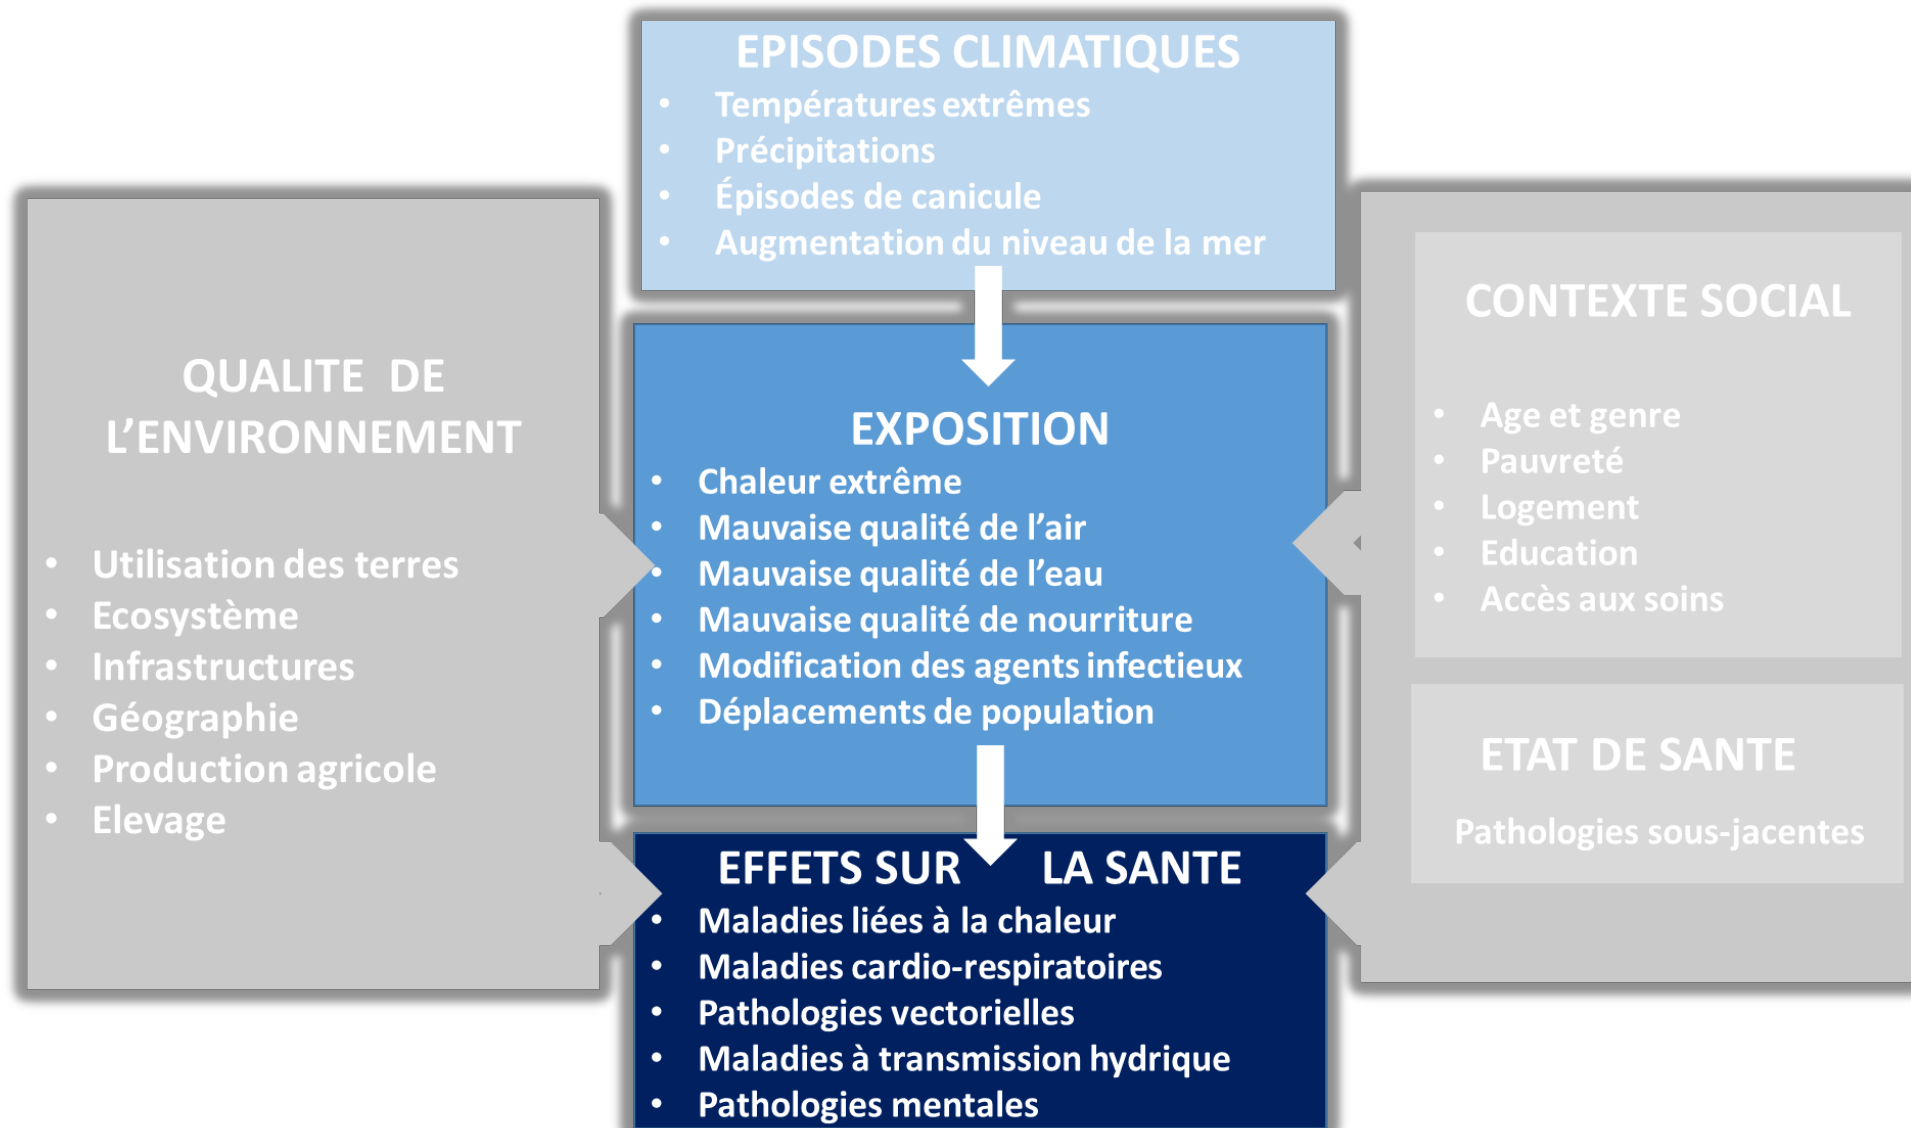 EPISODES CLIMATIQUES
• Températures extrêmes
• Précipitations
• Épisodes de canicule
• Augmentation du niveau de la mer
QUALITE DE
L’ENVIRONNEMENT
• Utilisation des terres
• Ecosystème
• Infrastructures
• Géographie
• Production agricole
• Elevage
EXPOSITION
• Chaleur extrême
• Mauvaise qualité de l’air
• Mauvaise qualité de l’eau
• Mauvaise qualité de nourriture
• Modification des agents infectieux
• Déplacements de population
CONTEXTE SOCIAL
• Age et genre
• Pauvreté
• Logement
• Education
• Accès aux soins
ETAT DE SANTE
Pathologies sous-jacentes
EFFETS SUR LA SANTE
• Maladies liées à la chaleur
• Maladies cardio-respiratoires
• Pathologies vectorielles
• Maladies à transmission hydrique
• Pathologies mentales